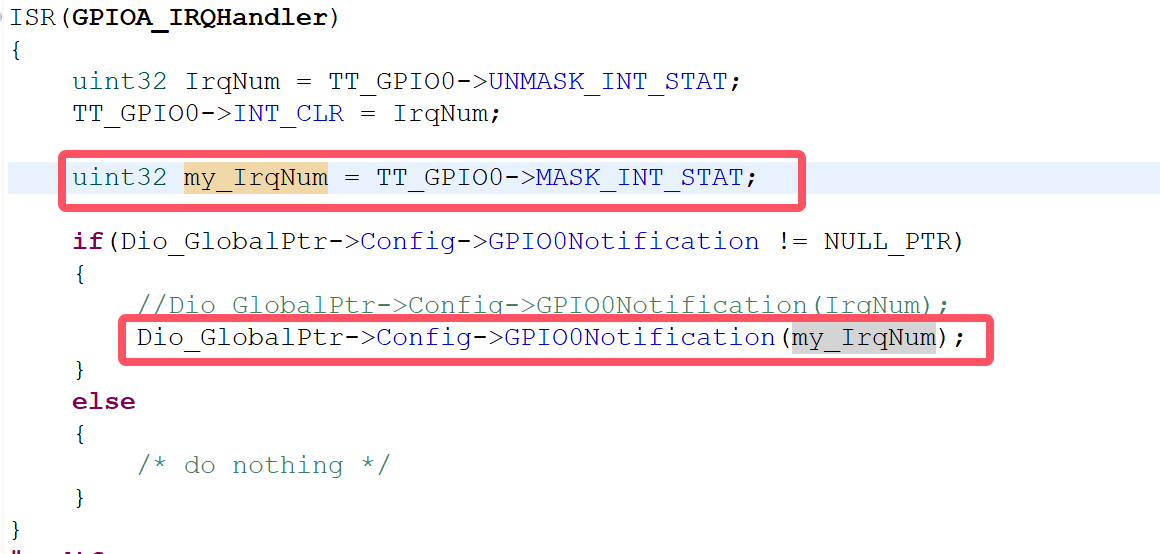 ISR(GPIOA_IRQHandler)
{
uint32 IrqNum = TT_GPIO0->UNMASK_INT_STAT;
TT_GPIO0->INT_CLR = IrqNum;
uint32 my_IrqNum = TT_GPIO0->MASK_INT_STAT;
if(Dio_GlobalPtr->Config->GPIO0Notification != NULL_PTR)
{
//Dio_GlobalPtr->Config->GPIO0Notification(IrqNum);
Dio_GlobalPtr->Config->GPIO0Notification(my_IrqNum);
}
else
{
/* do nothing */
}
}